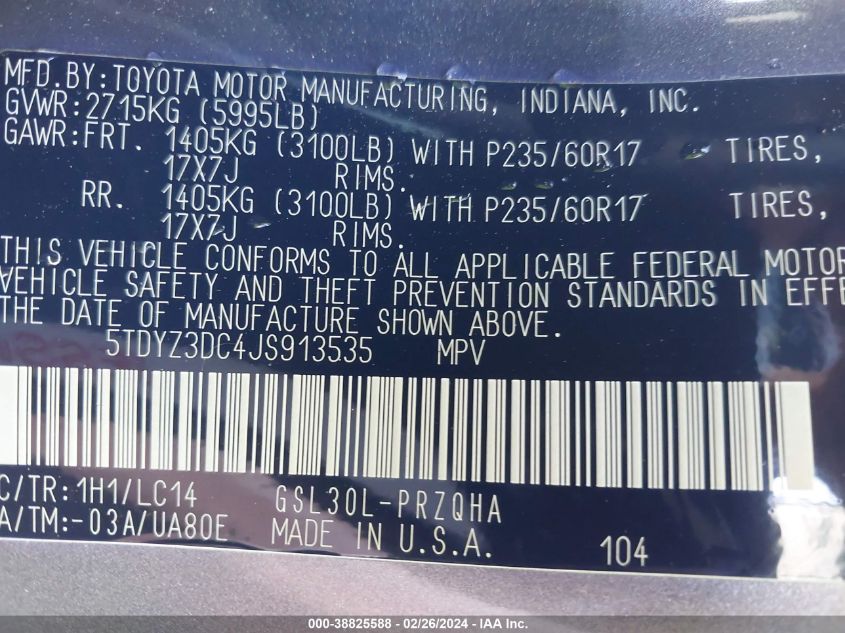 MFD. BY: TOYOTA MOTOR MANUFACTURING, INDIANA, INC.
GVWR: 2715KG (5995LB)
GAWR: FRT. 1405KG (3100LB) WITH P235/60R17 TIRES,
17X7J RIMS.
RR. 1405KG (3100LB) WITH P235/60R17 TIRES,
17X7J RIMS.
THIS VEHICLE CONFORMS TO ALL APPLICABLE FEDERAL MOTOR
VEHICLE SAFETY AND THEFT PREVENTION STANDARDS IN EFFE
THE DATE OF MANUFACTURE SHOWN ABOVE.
5TDYZ3DC4JS913535 MPV
C/TR: 1H1/LC14 GSL30L-PRZQHA
A/TM: -03A/UA80E MADE IN U.S.A. 104
000-38825588 - 02/26/2024 - IAA Inc.